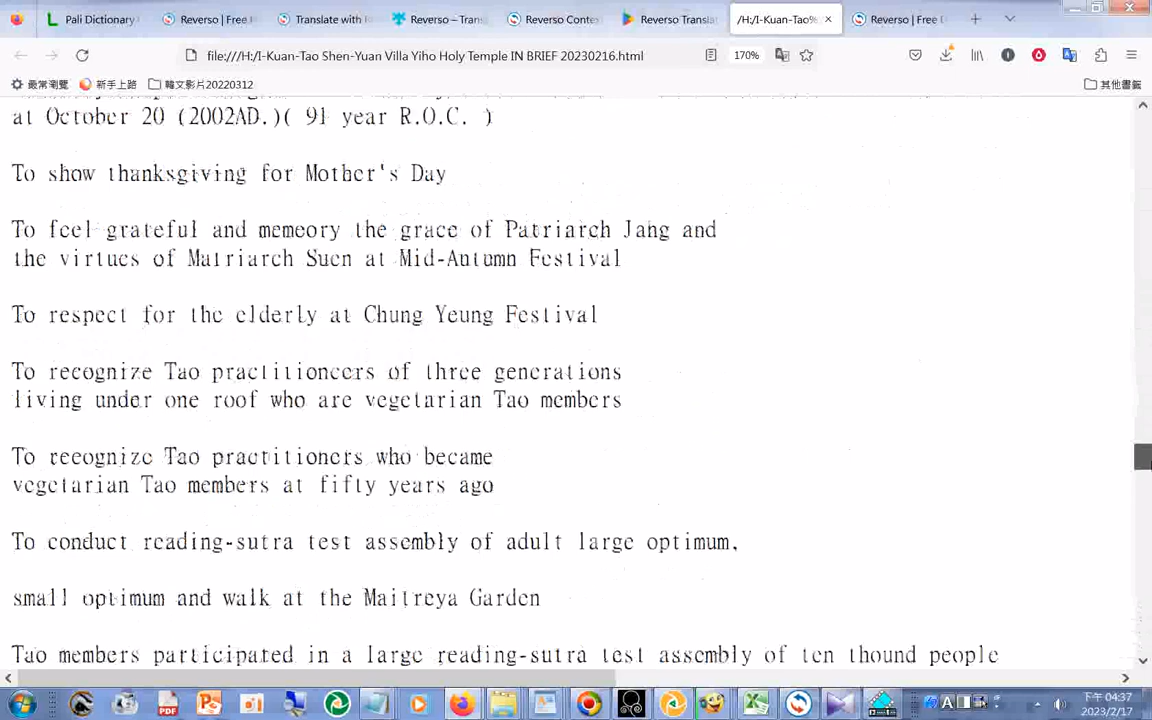 Pali Dictionary
Reverso | Free
Translate with
Reverso – Trans
Reverso Contex
Reverso Translat
/H:/I-Kuan-Tao%
Reverso | Free
file:///H:/I-Kuan-Tao Shen-Yuan Villa Yiho Holy Temple IN BRIEF 20230216.html
170%
最常瀏覽
新手上路
韓文影片20220312
其他書籤
at October 20 (2002AD.)( 91 year R.O.C. )
To show thanksgiving for Mother's Day
To feel grateful and memeory the grace of Patriarch Jahg and
the virtues of Matriarch Suen at Mid-Autumn Festival
To respect for the elderly at Chung Yeung Festival
To recognize Tao practitioneers of three generations
living under one roof who are vegetarian Tao members
To recognize Tao practitioners who became
vegetarian Tao members at fifty years ago
To conduct reading-sutra test assembly of adult large optimum,
small optimum and walk at the Maitreya Garden
Tao members participated in a large reading-sutra test assembly of ten thound people
下午 04:37
2023/2/17